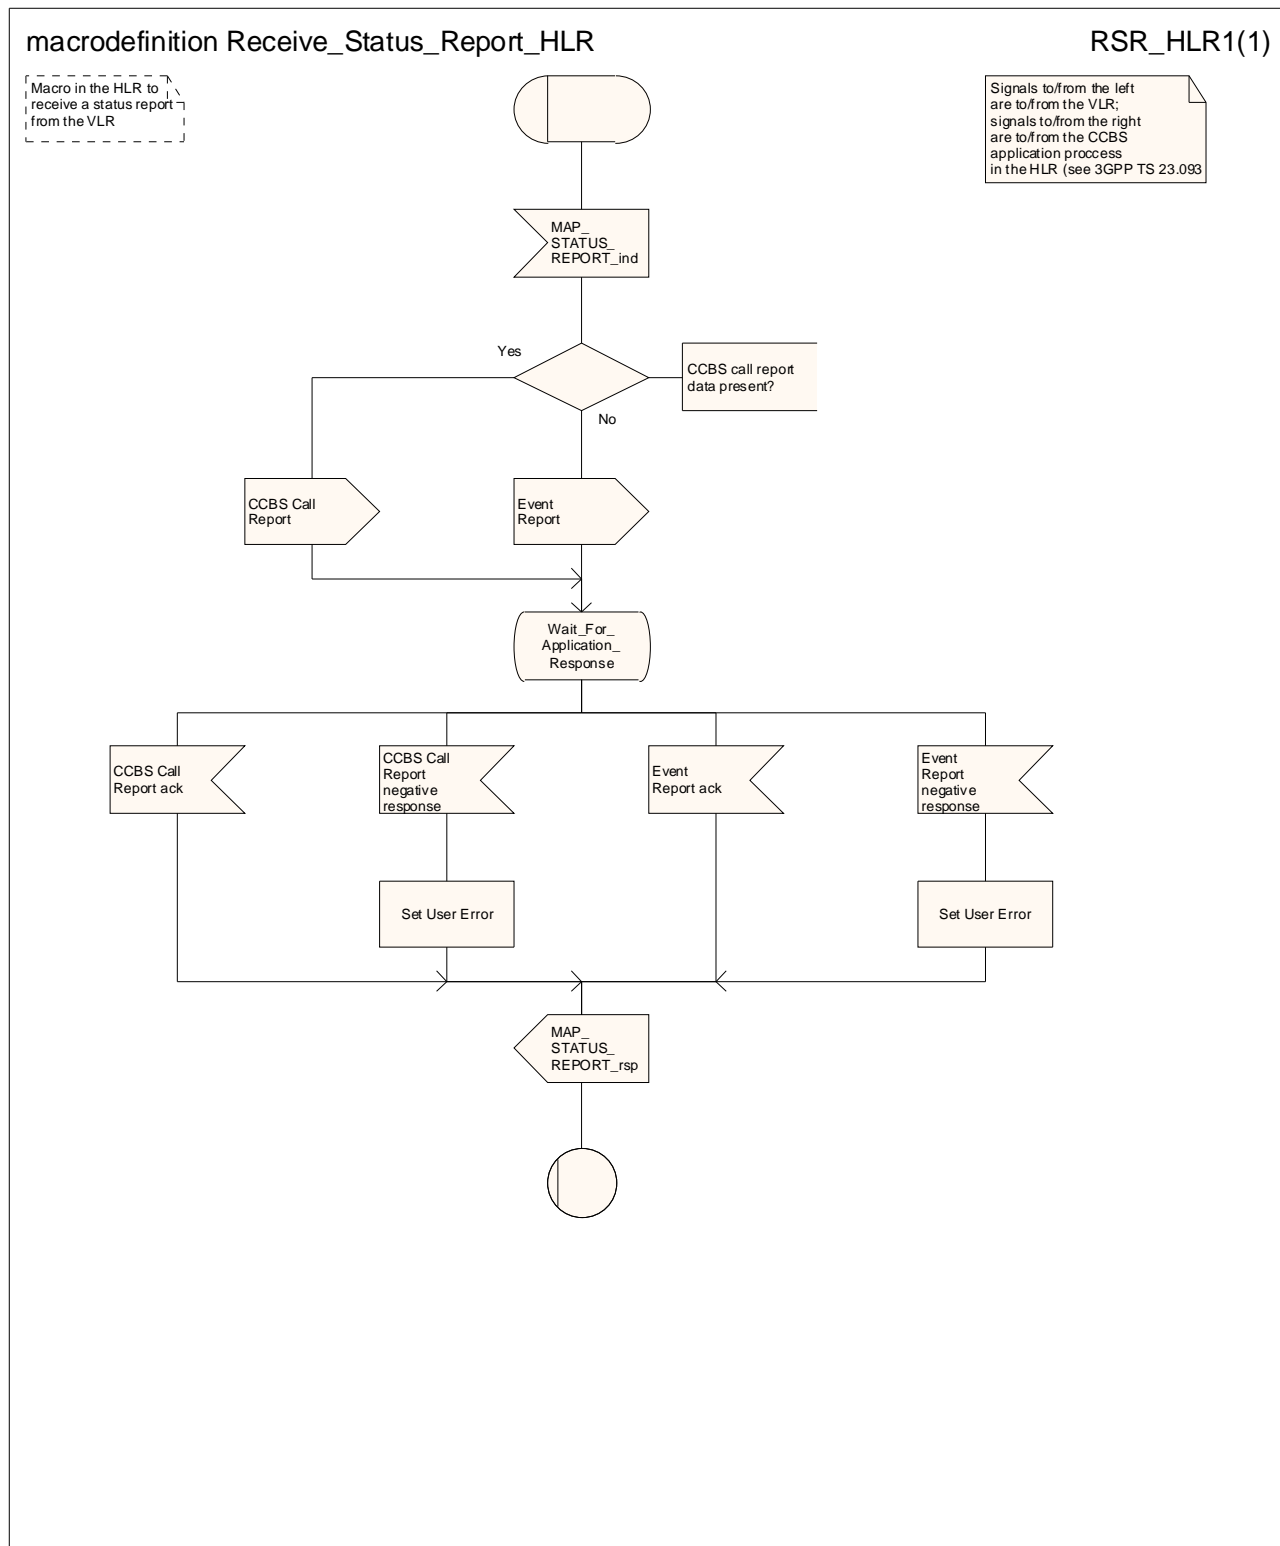 macrodefinition Receive_Status_Report_HLR
RSR_HLR1(1)
Macro in the HLR to
receive a status report
from the VLR
Signals to/from the left
are to/from the VLR;
signals to/from the right
are to/from the CCBS
application proccess
in the HLR (see 3GPP TS 23.093
MAP_
STATUS_
REPORT_ind
Yes
CCBS call report
data present?
No
CCBS Call
Report
Event
Report
Wait_For_
Application_
Response
CCBS Call
Report ack
CCBS Call
Report
negative
response
Event
Report ack
Event
Report
negative
response
Set User Error
Set User Error
MAP_
STATUS_
REPORT_rsp